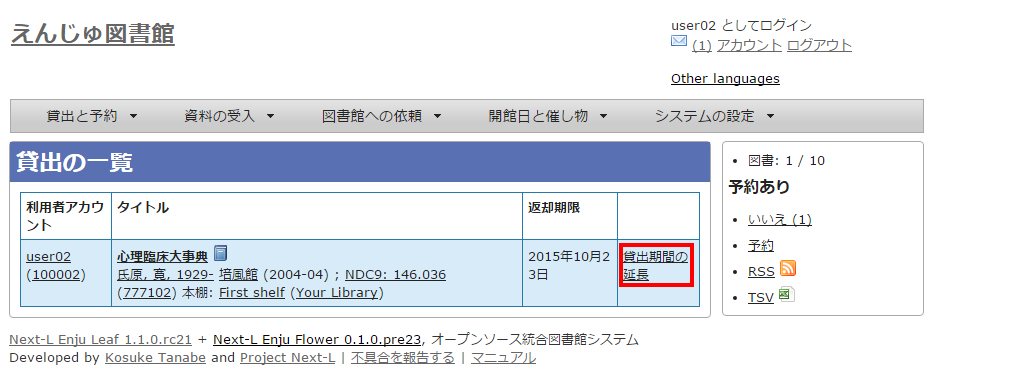 えんじゅ図書館
user02 としてログイン
(1) アカウント ログアウト
Other languages
貸出と予約 資料の受入 図書館への依頼 開館日と催し物 システムの設定
貸出の一覧
利用者アカウント タイトル 返却期限
user02 (100002)
心理臨床大事典
氏原, 寛, 1929- 培風館 (2004-04) ; NDC9: 146.036
(777102) 本棚: First shelf (Your Library)
2015年10月23日
貸出期間の延長
図書: 1 / 10
予約あり
いいえ (1)
予約
RSS
TSV
Next-L Enju Leaf 1.1.0.rc21 + Next-L Enju Flower 0.1.0.pre23, オープンソース統合図書館システム
Developed by Kosuke Tanabe and Project Next-L | 不具合を報告する | マニュアル